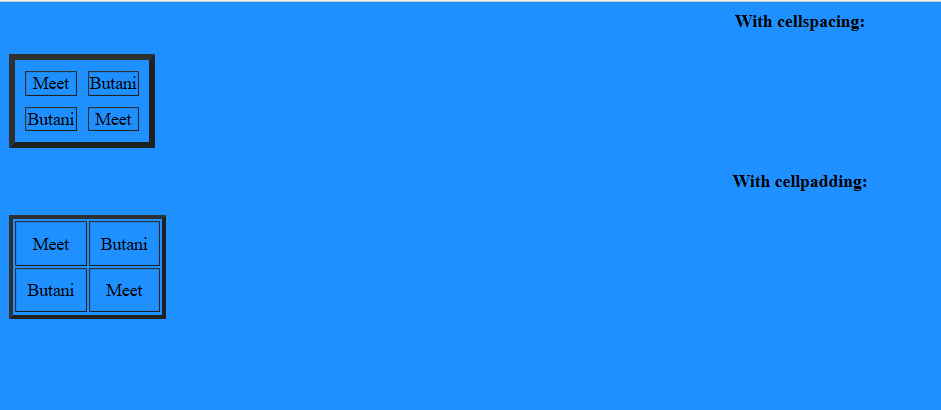 With cellspacing:
Meet Butani
Butani Meet
With cellpadding:
Meet Butani
Butani Meet